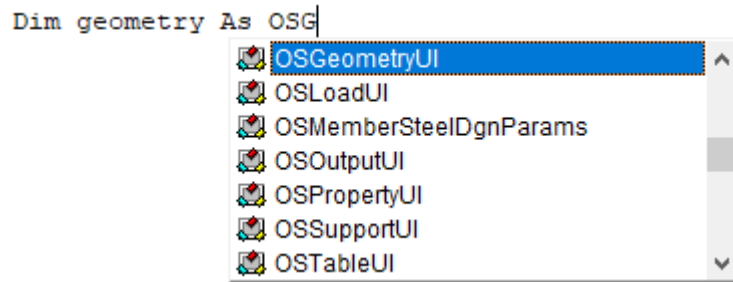 Dim geometry As OSG
OSGeometryUI
OSLoadUI
OSMemberSteelDgnParams
OSOutputUI
OSPropertyUI
OSSupportUI
OSTableUI